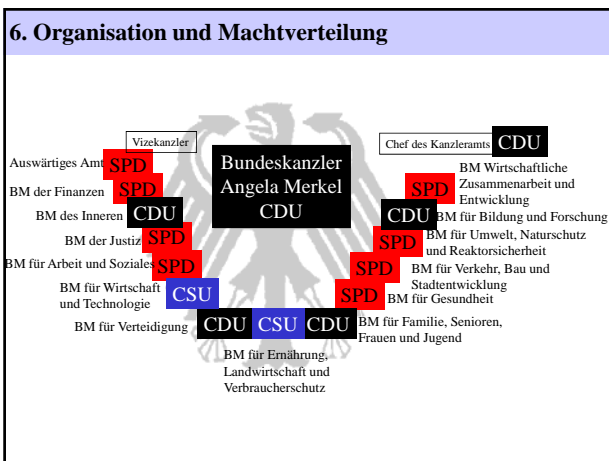 6. Organisation und Machtverteilung
Vizekanzler
Chef des Kanzleramts CDU
Bundeskanzler
Angela Merkel
CDU
Auswärtiges Amt SPD
BM der Finanzen SPD
BM des Inneren CDU
BM der Justiz SPD
BM für Arbeit und Soziales SPD
BM für Wirtschaft
und Technologie
CSU
BM für Verteidigung
CDU CSU CDU
BM für Ernährung,
Landwirtschaft und
Verbraucherschutz
BM für Familie, Senioren,
Frauen und Jugend
SPD BM für Gesundheit
SPD
BM für Verkehr, Bau und
Stadtentwicklung
SPD
BM für Umwelt, Naturschutz
und Reaktorsicherheit
CDU BM für Bildung und Forschung
SPD
BM Wirtschaftliche
Zusammenarbeit und
Entwicklung